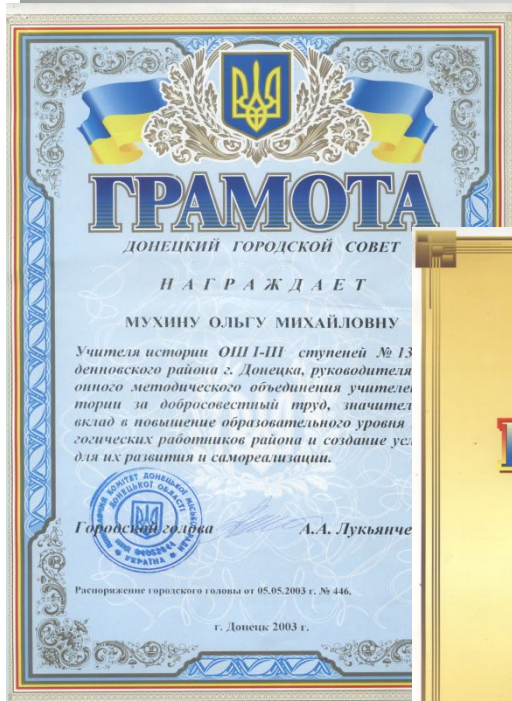 ГРАМОТА
ДОНЕЦКИЙ ГОРОДСКОЙ СОВЕТ
НАГРАЖДАЕТ
МУХИНУ ОЛЬГУ МИХАЙЛОВНУ
Учителя истории ОШ I-III ступеней № 13
денновского района г. Донецка, руководителя
онного методического объединения учителе
тории за добросовестный труд, значител
вклад в повышение образовательного уровня
гогических работников района и создание усл
для их развития и самореализации.
Городской голова А.А. Лукьянче
Распоряжение городского головы от 05.05.2003 г. № 446.
г. Донецк 2003 г.